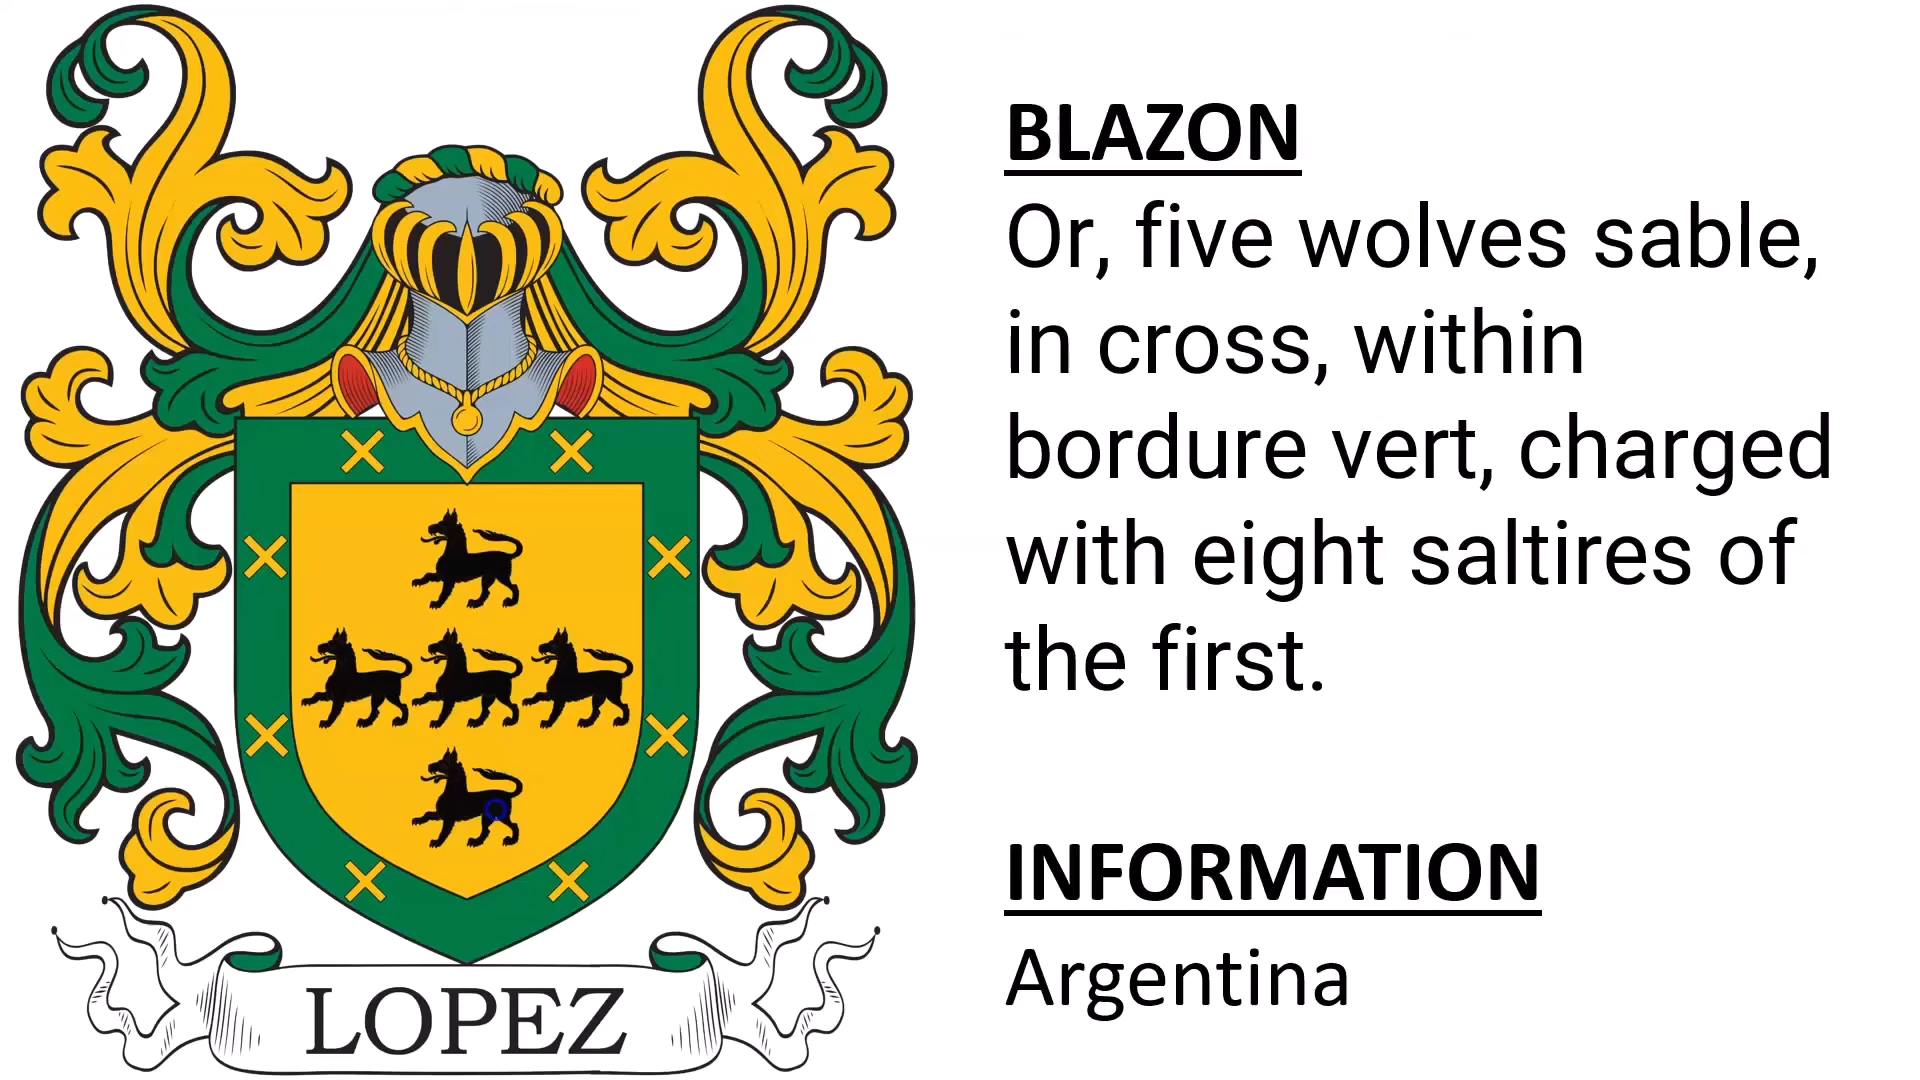 BLAZON
Or, five wolves sable,
in cross, within
bordure vert, charged
with eight saltires of
the first.
INFORMATION
Argentina
LOPEZ